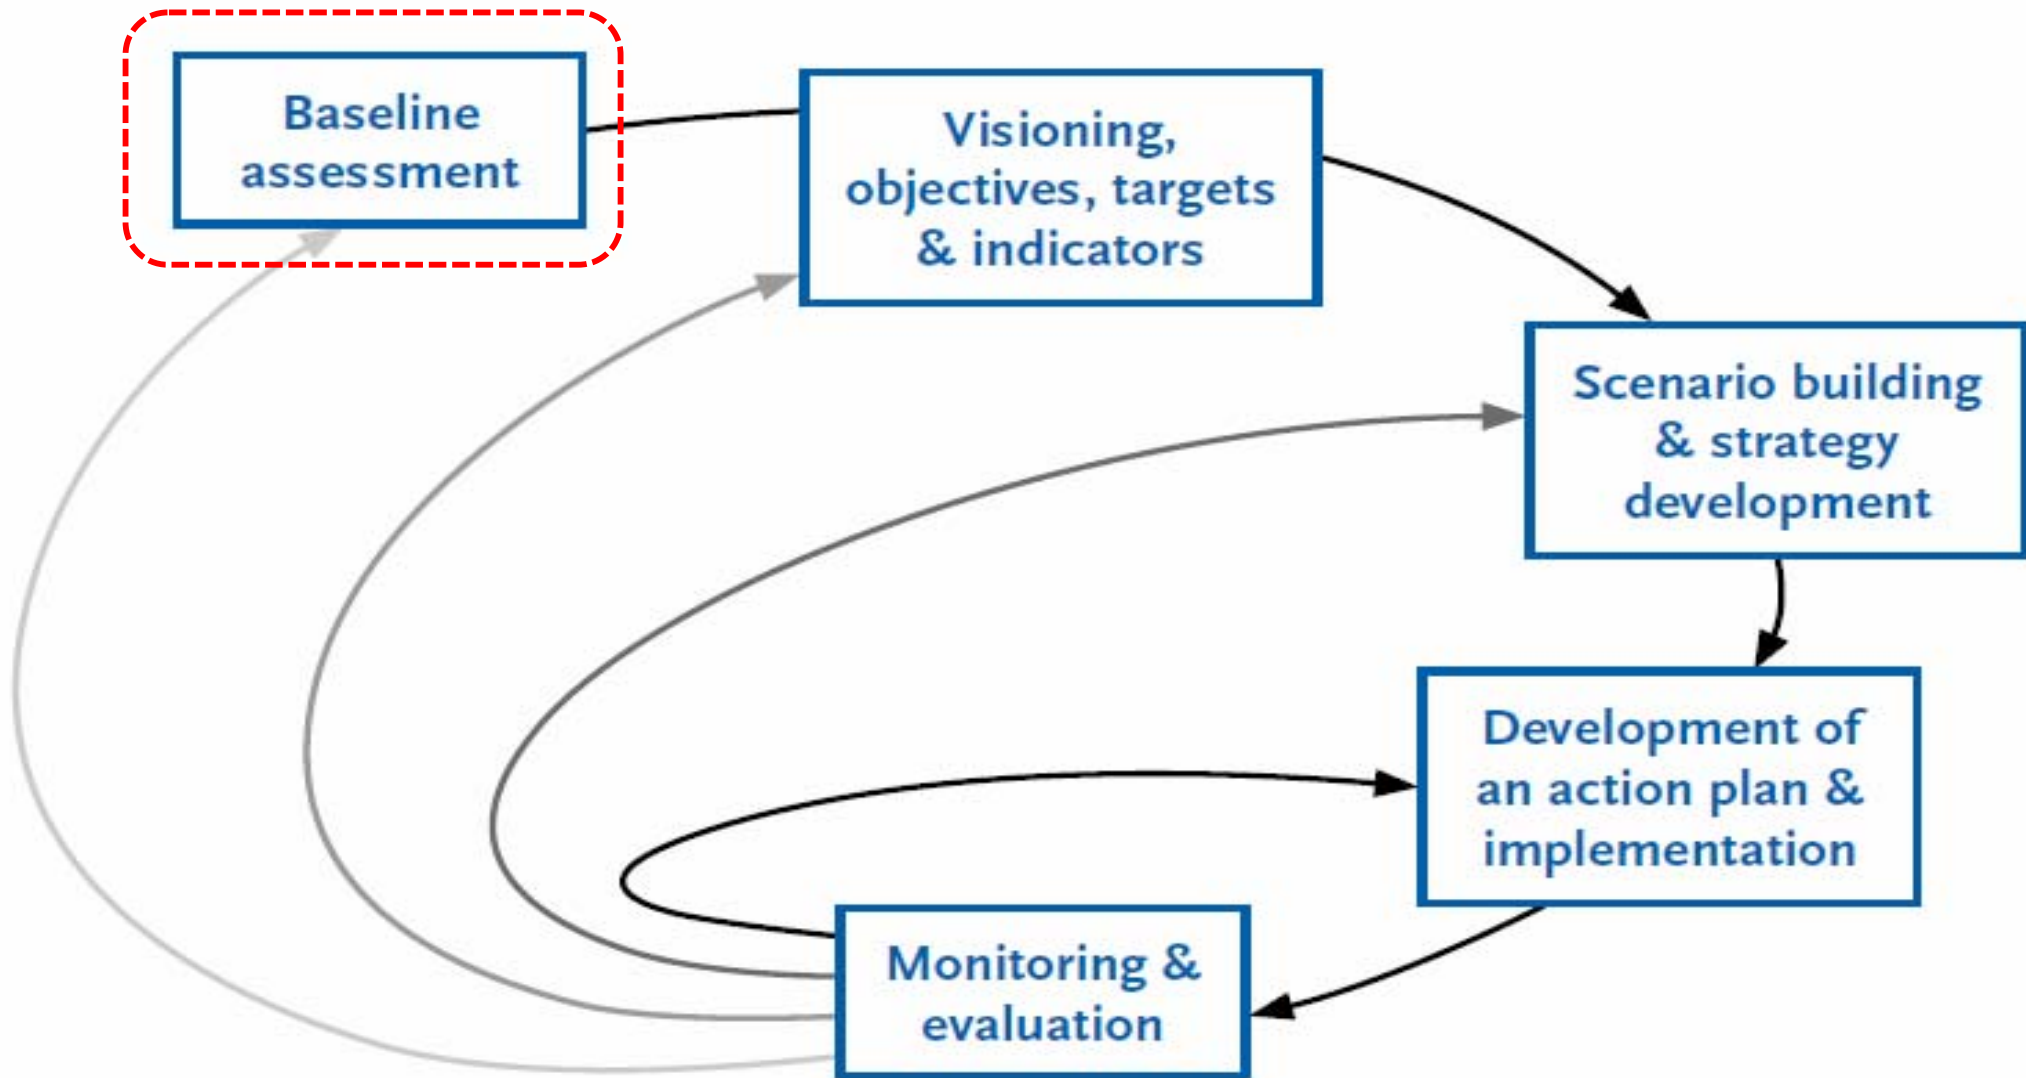 Baseline
assessment
Visioning,
objectives, targets
& indicators
Scenario building
& strategy
development
Development of
an action plan &
implementation
Monitoring &
evaluation